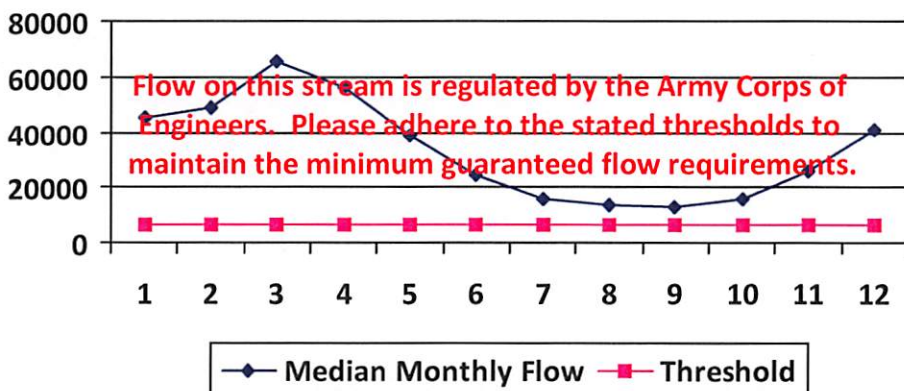 80000
60000
40000
20000
0
Flow on this stream is regulated by the Army Corps of
Engineers. Please adhere to the stated thresholds to
maintain the minimum guaranteed flow requirements.
1 2 3 4 5 6 7 8 9 10 11 12
Median Monthly Flow Threshold